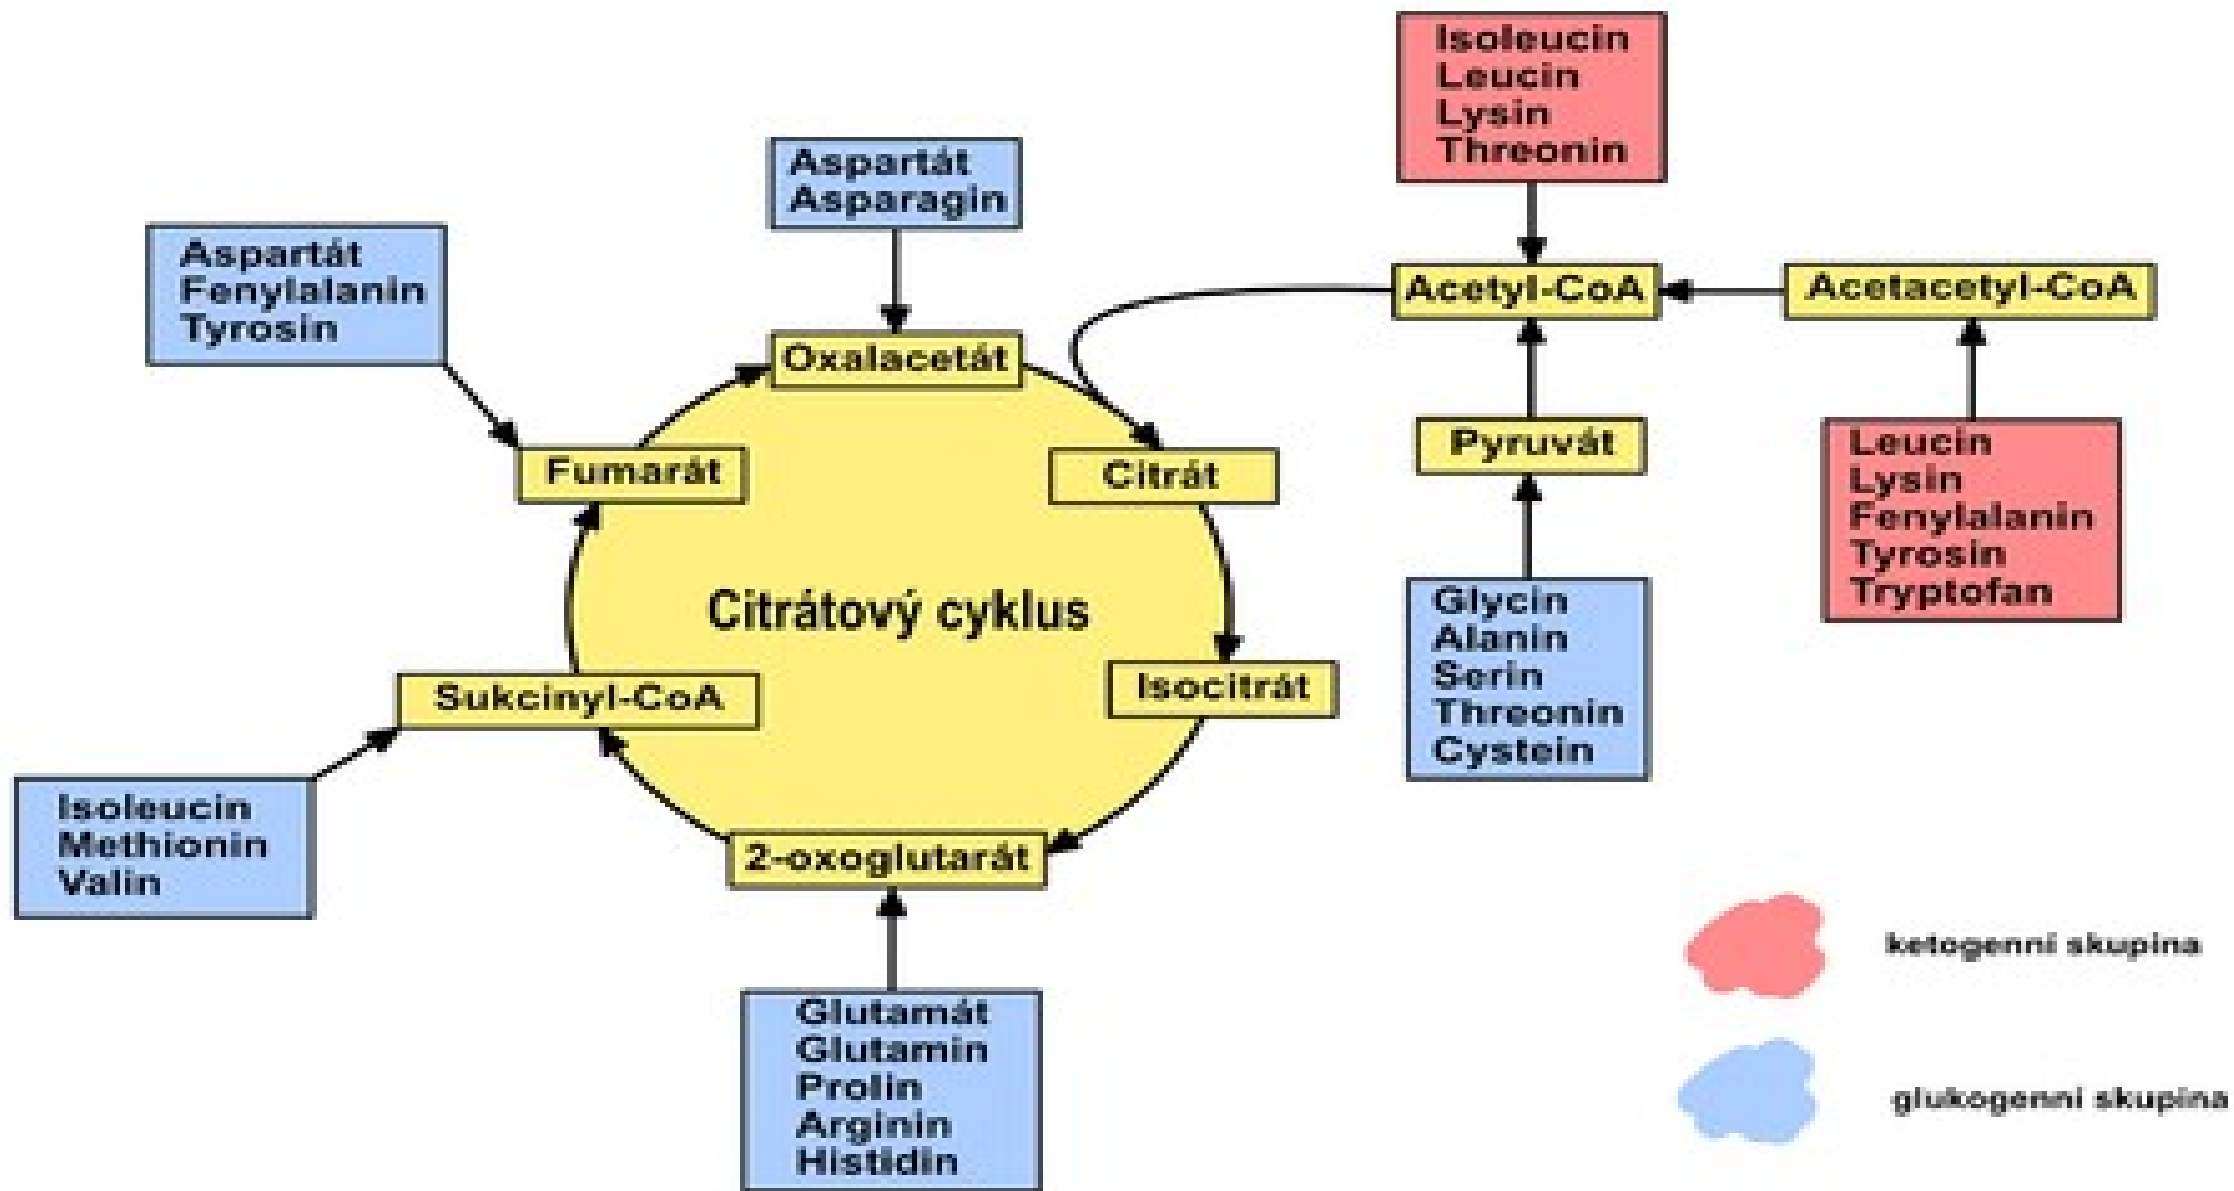 Isoleucin
Leucin
Lysin
Threonin
Aspartát
Asparagin
Aspartát
Fenylalanin
Tyrosin
Acetyl-CoA
Acetacetyl-CoA
Oxalacetát
Fumarát
Citrát
Pyruvát
Leucin
Lysin
Fenylalanin
Tyrosin
Tryptofan
Citrátový cyklus
Glycin
Alanin
Serin
Threonin
Cystein
Sukcinyl-CoA
Isocitrát
Isoleucin
Methionin
Valin
2-oxoglutarát
Glutamát
Glutamin
Prolin
Arginin
Histidin
ketogenní skupina
glukogenní skupina